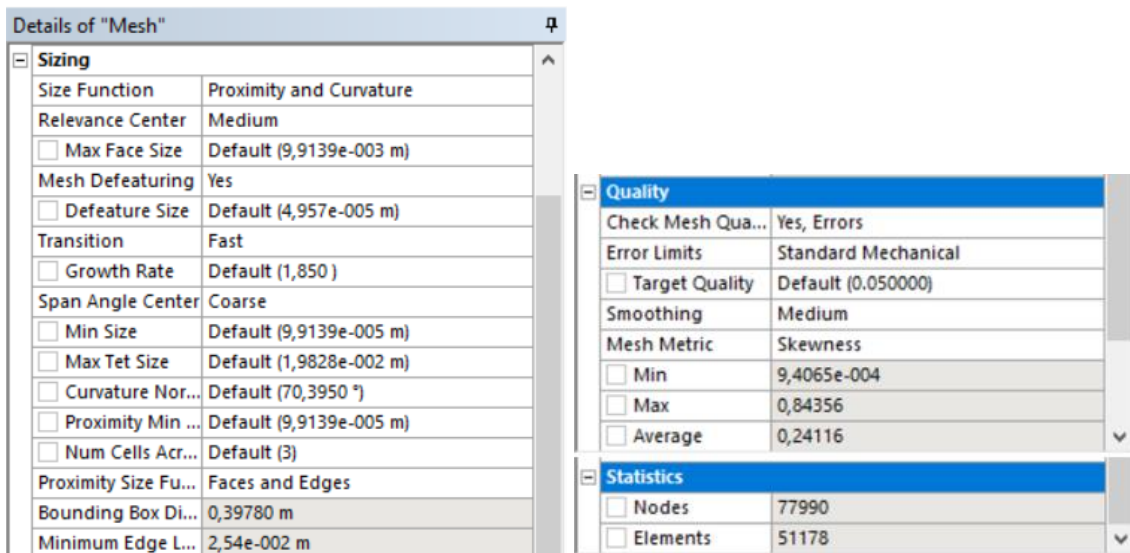 Details of "Mesh"
Sizing
Size Function Proximity and Curvature
Relevance Center Medium
Max Face Size Default (9,9139e-003 m)
Mesh Defeaturing Yes
Defeature Size Default (4,957e-005 m)
Transition Fast
Growth Rate Default (1,850 )
Span Angle Center Coarse
Min Size Default (9,9139e-005 m)
Max Tet Size Default (1,9828e-002 m)
Curvature Nor... Default (70,3950 °)
Proximity Min ... Default (9,9139e-005 m)
Num Cells Acr... Default (3)
Proximity Size Fu... Faces and Edges
Bounding Box Di... 0,39780 m
Minimum Edge L... 2,54e-002 m
Quality
Check Mesh Qua... Yes, Errors
Error Limits Standard Mechanical
Target Quality Default (0.050000)
Smoothing Medium
Mesh Metric Skewness
Min 9,4065e-004
Max 0,84356
Average 0,24116
Statistics
Nodes 77990
Elements 51178